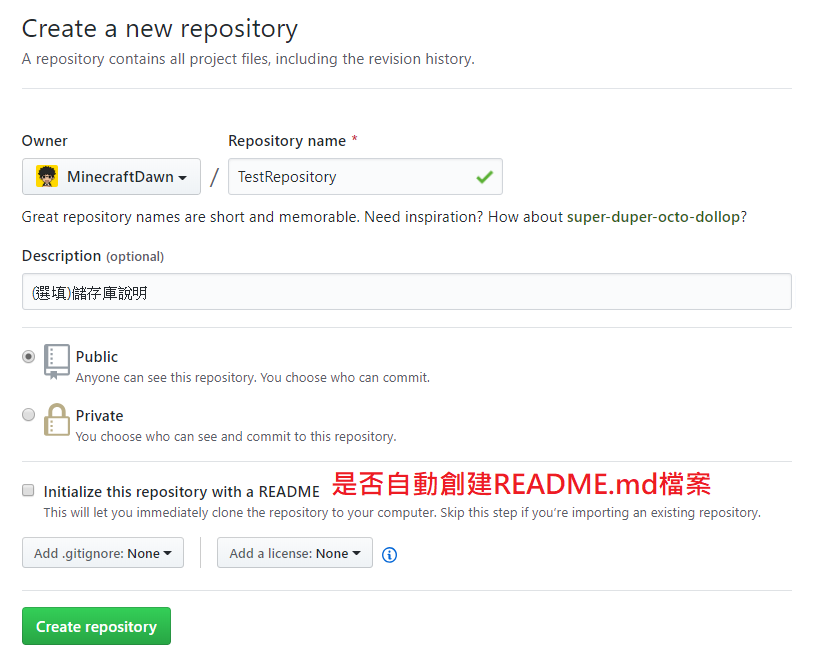 Create a new repository
A repository contains all project files, including the revision history.
Owner
Repository name *
MinecraftDawn
/
TestRepository
Great repository names are short and memorable. Need inspiration? How about super-duper-octo-dollop?
Description (optional)
(選填)儲存庫說明
Public
Anyone can see this repository. You choose who can commit.
Private
You choose who can see and commit to this repository.
Initialize this repository with a README 是否自動創建README.md檔案
This will let you immediately clone the repository to your computer. Skip this step if you’re importing an existing repository.
Add .gitignore: None
Add a license: None
Create repository